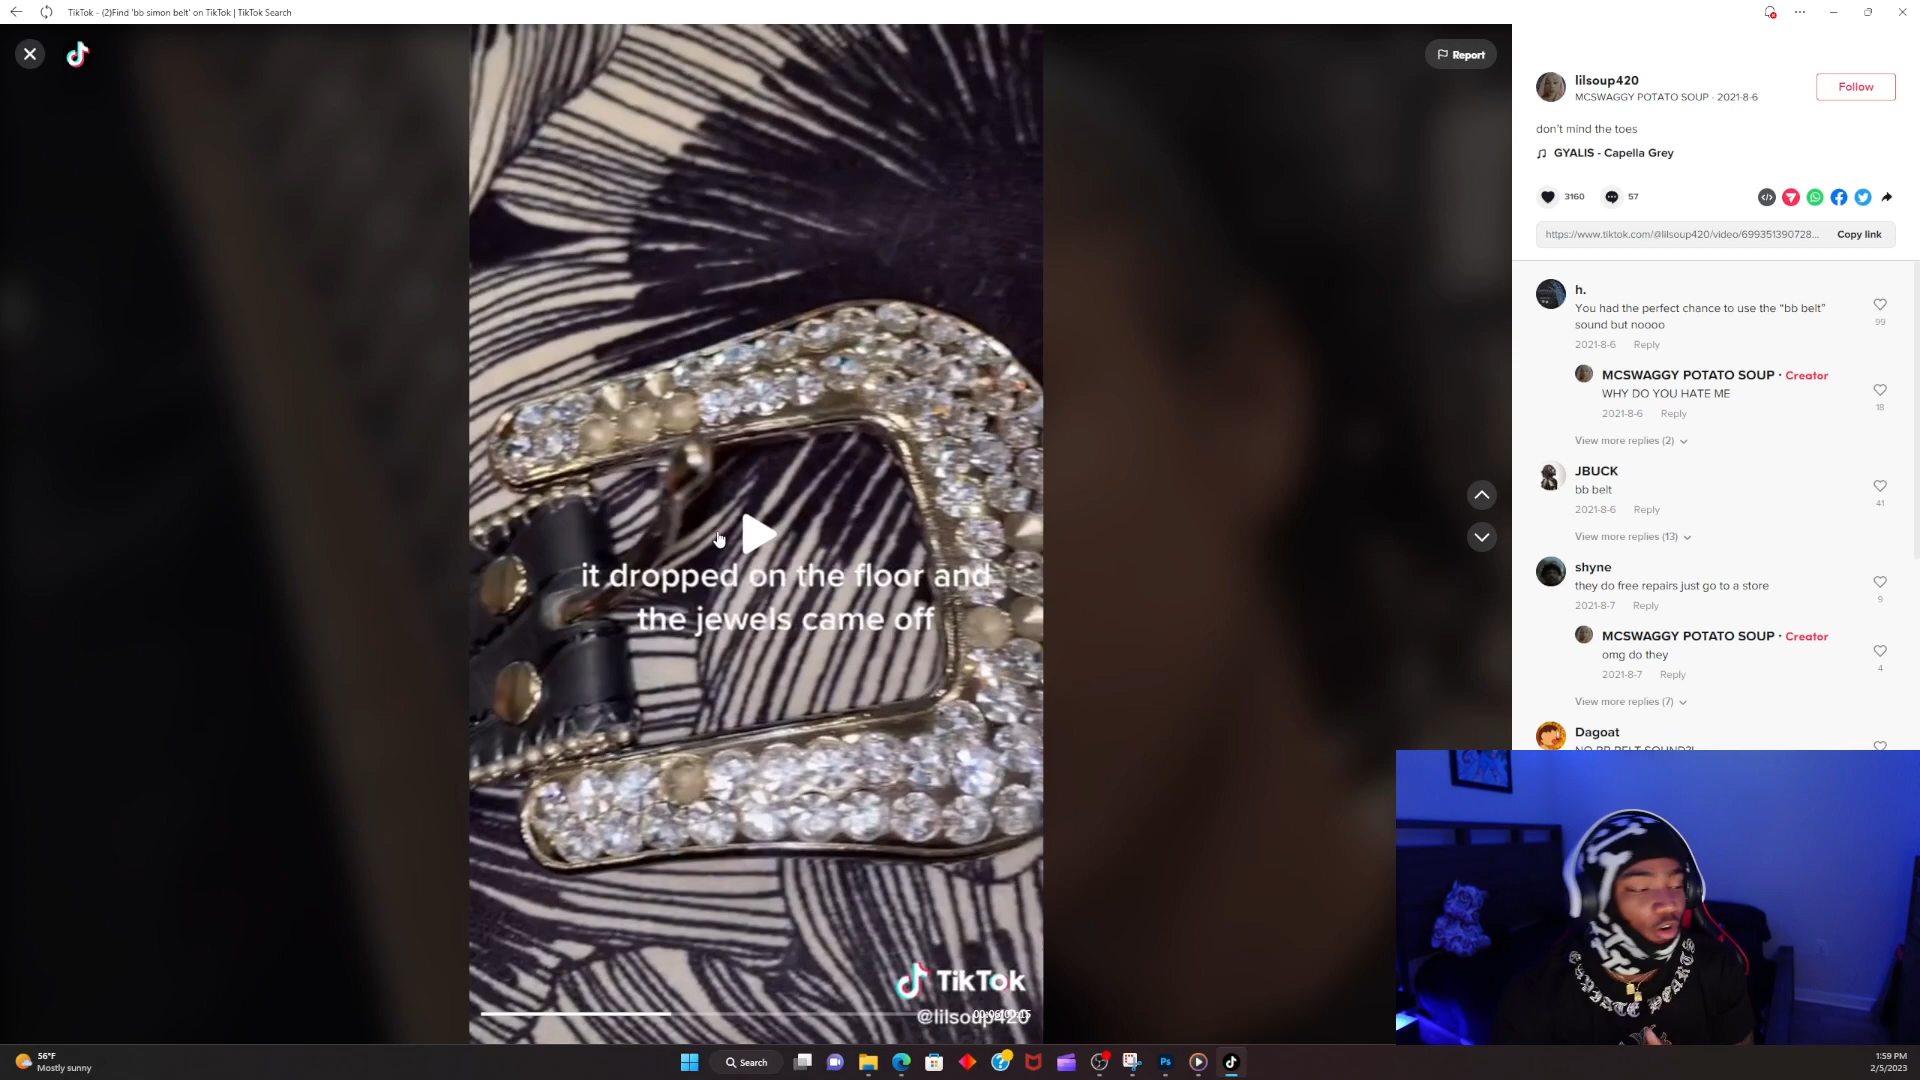 TikTok - (2)Find 'bb simon belt' on TikTok | TikTok Search
Report
it dropped on the floor and
the jewels came off
TikTok
@lilsoup420
lilsoup420
MCSWAGGY POTATO SOUP · 2021-8-6
Follow
don't mind the toes
GYALIS - Capella Grey
3160
57
https://www.tiktok.com/@lilsoup420/video/699351390728...
Copy link
h.
You had the perfect chance to use the “bb belt”
sound but noooo
99
2021-8-6 Reply
MCSWAGGY POTATO SOUP · Creator
WHY DO YOU HATE ME
18
2021-8-6 Reply
View more replies (2)
JBUCK
bb belt
41
2021-8-6 Reply
View more replies (13)
shyne
they do free repairs just go to a store
9
2021-8-7 Reply
MCSWAGGY POTATO SOUP · Creator
omg do they
4
2021-8-7 Reply
View more replies (7)
Dagoat
NO BB BELT SOUND?!
56°F
Mostly sunny
Search
Ps
1:59 PM
2/5/2023